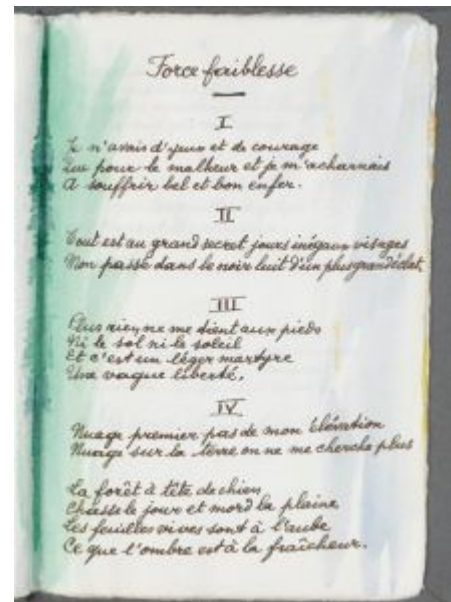 Force faiblesse
I
Je n'avais d'yeux et de courage
Que pour le malheur et je m'acharnais
A souffrir bel et bon enfer.
II
Tout est au grand secret jours inégaux visages
Mon passé dans le noir luit d'un plus grand éclat.
III
Plus rien ne me tient aux pieds
Ni le sol ni le soleil
Et c'est un léger martyre
Une vague liberté.
IV
Nuage premier pas de mon élévation
Nuage sur la terre on ne me cherche plus
La forêt à tête de chien
Chasse le jour et mord la plaine
Les feuilles vives sont à l'aube
Ce que l'ombre est à la fraîcheur.